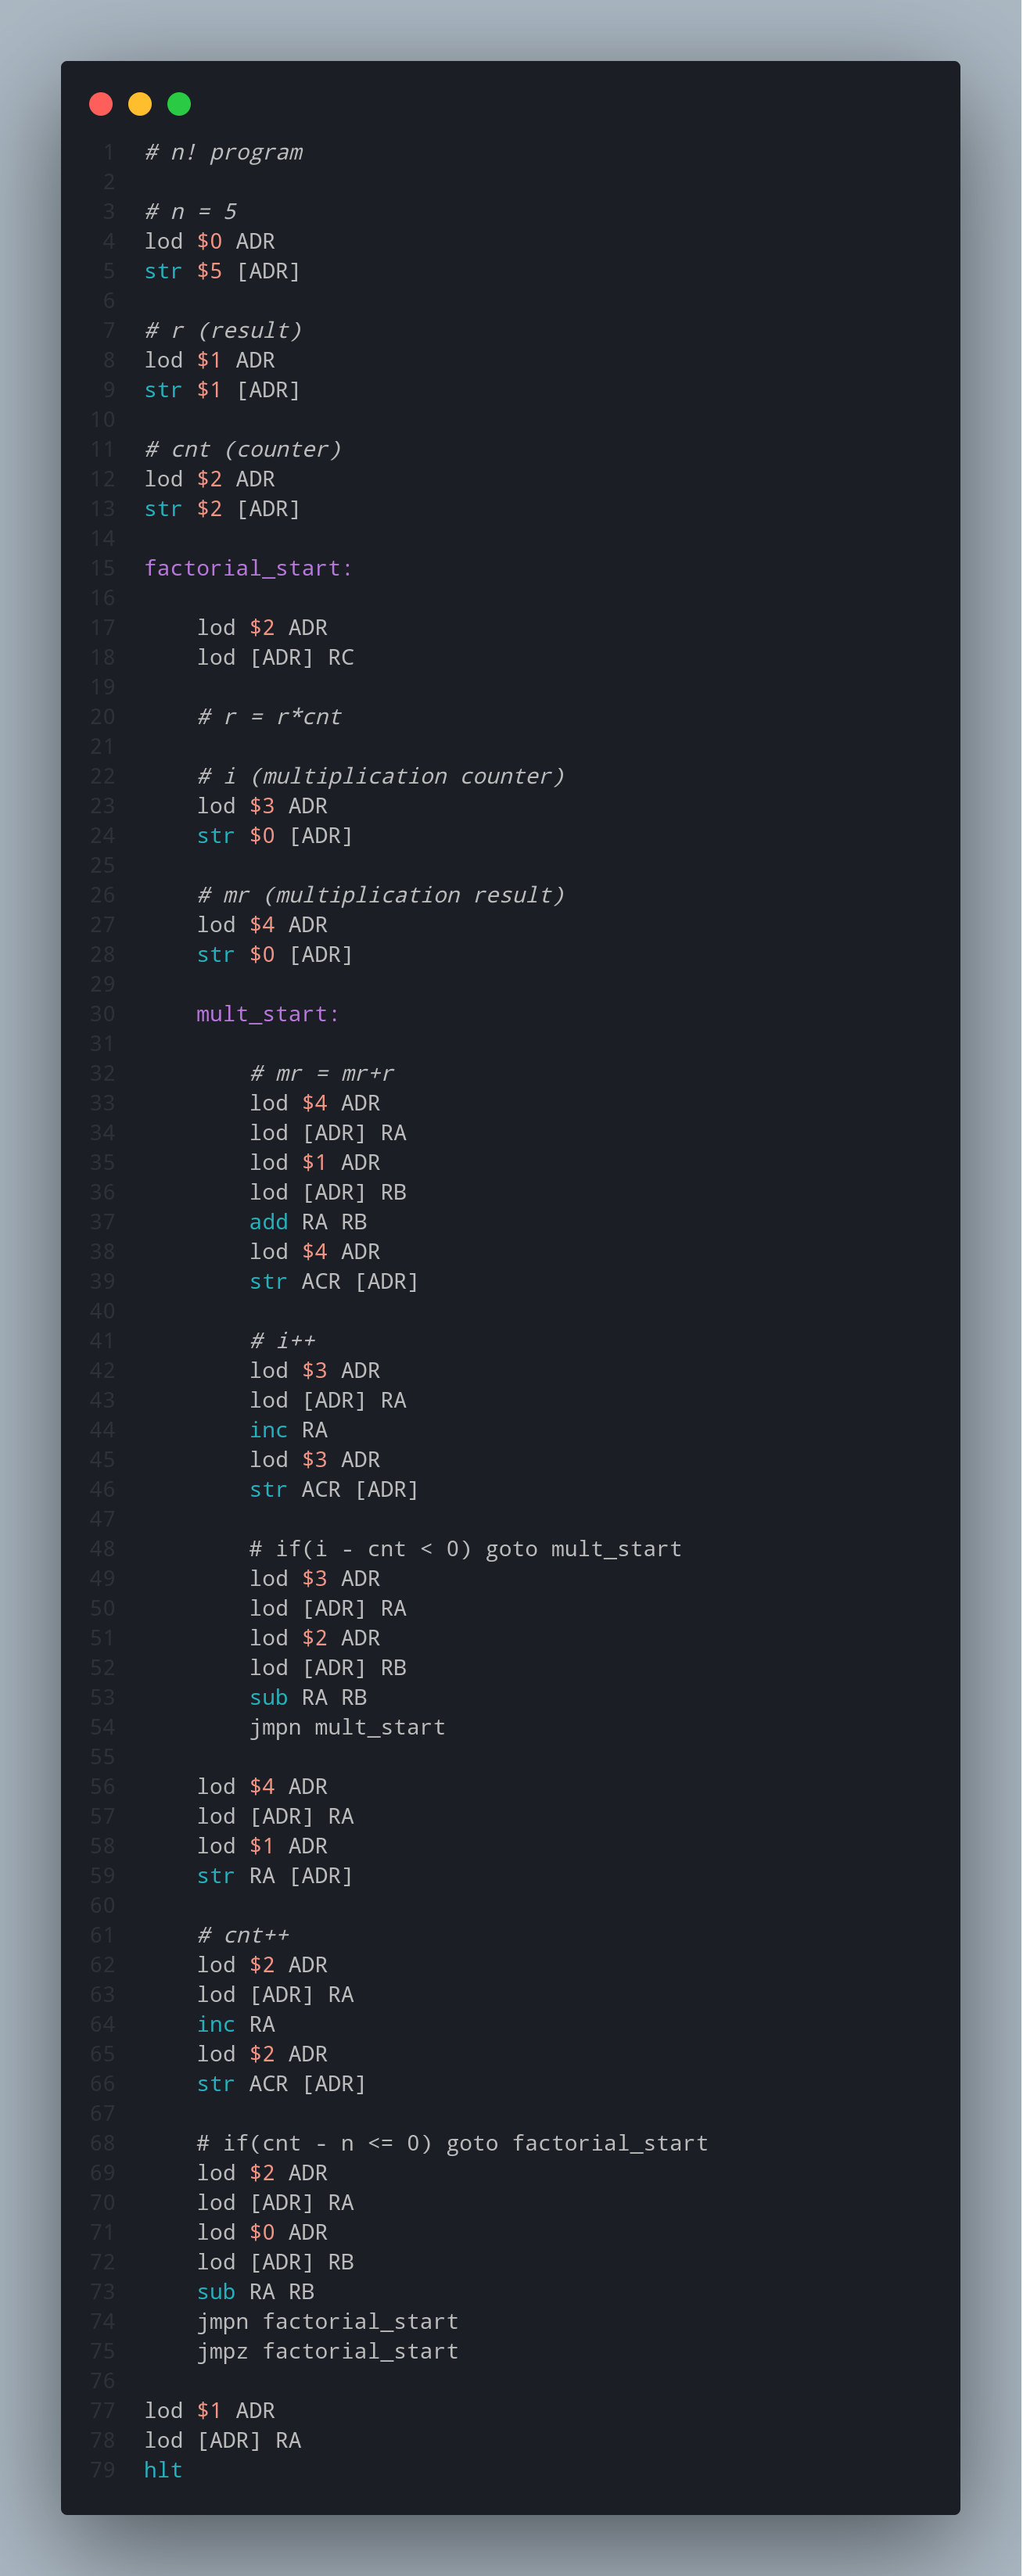 1 # n! program
2
3 # n = 5
4 lod $0 ADR
5 str $5 [ADR]
6
7 # r (result)
8 lod $1 ADR
9 str $1 [ADR]
10
11 # cnt (counter)
12 lod $2 ADR
13 str $2 [ADR]
14
15 factorial_start:
16
17     lod $2 ADR
18     lod [ADR] RC
19
20     # r = r*cnt
21
22     # i (multiplication counter)
23     lod $3 ADR
24     str $0 [ADR]
25
26     # mr (multiplication result)
27     lod $4 ADR
28     str $0 [ADR]
29
30     mult_start:
31
32         # mr = mr+r
33         lod $4 ADR
34         lod [ADR] RA
35         lod $1 ADR
36         lod [ADR] RB
37         add RA RB
38         lod $4 ADR
39         str ACR [ADR]
40
41         # i++
42         lod $3 ADR
43         lod [ADR] RA
44         inc RA
45         lod $3 ADR
46         str ACR [ADR]
47
48         # if(i - cnt < 0) goto mult_start
49         lod $3 ADR
50         lod [ADR] RA
51         lod $2 ADR
52         lod [ADR] RB
53         sub RA RB
54         jmpn mult_start
55
56     lod $4 ADR
57     lod [ADR] RA
58     lod $1 ADR
59     str RA [ADR]
60
61     # cnt++
62     lod $2 ADR
63     lod [ADR] RA
64     inc RA
65     lod $2 ADR
66     str ACR [ADR]
67
68     # if(cnt - n <= 0) goto factorial_start
69     lod $2 ADR
70     lod [ADR] RA
71     lod $0 ADR
72     lod [ADR] RB
73     sub RA RB
74     jmpn factorial_start
75     jmpz factorial_start
76
77 lod $1 ADR
78 lod [ADR] RA
79 hlt